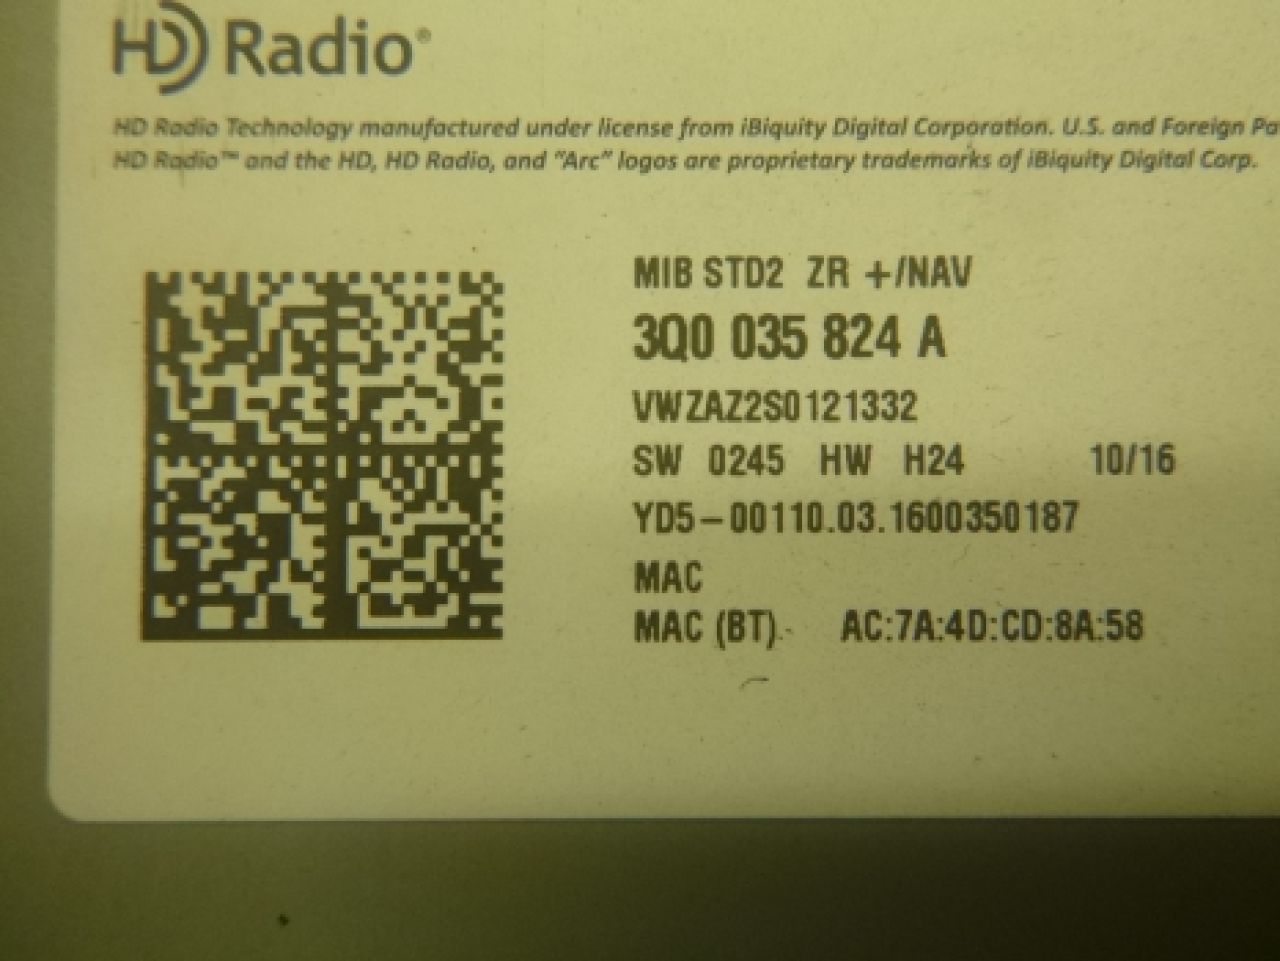 HD Radio®
HD Radio Technology manufactured under license from iBiquity Digital Corporation. U.S. and Foreign Pa
HD Radio™ and the HD, HD Radio, and “Arc” logos are proprietary trademarks of iBiquity Digital Corp.
MIB STD2 ZR +/NAV
3Q0 035 824 A
VWZAZ2S0121332
SW 0245 HW H24 10/16
YD5-00110.03.1600350187
MAC
MAC (BT) AC:7A:4D:CD:8A:58